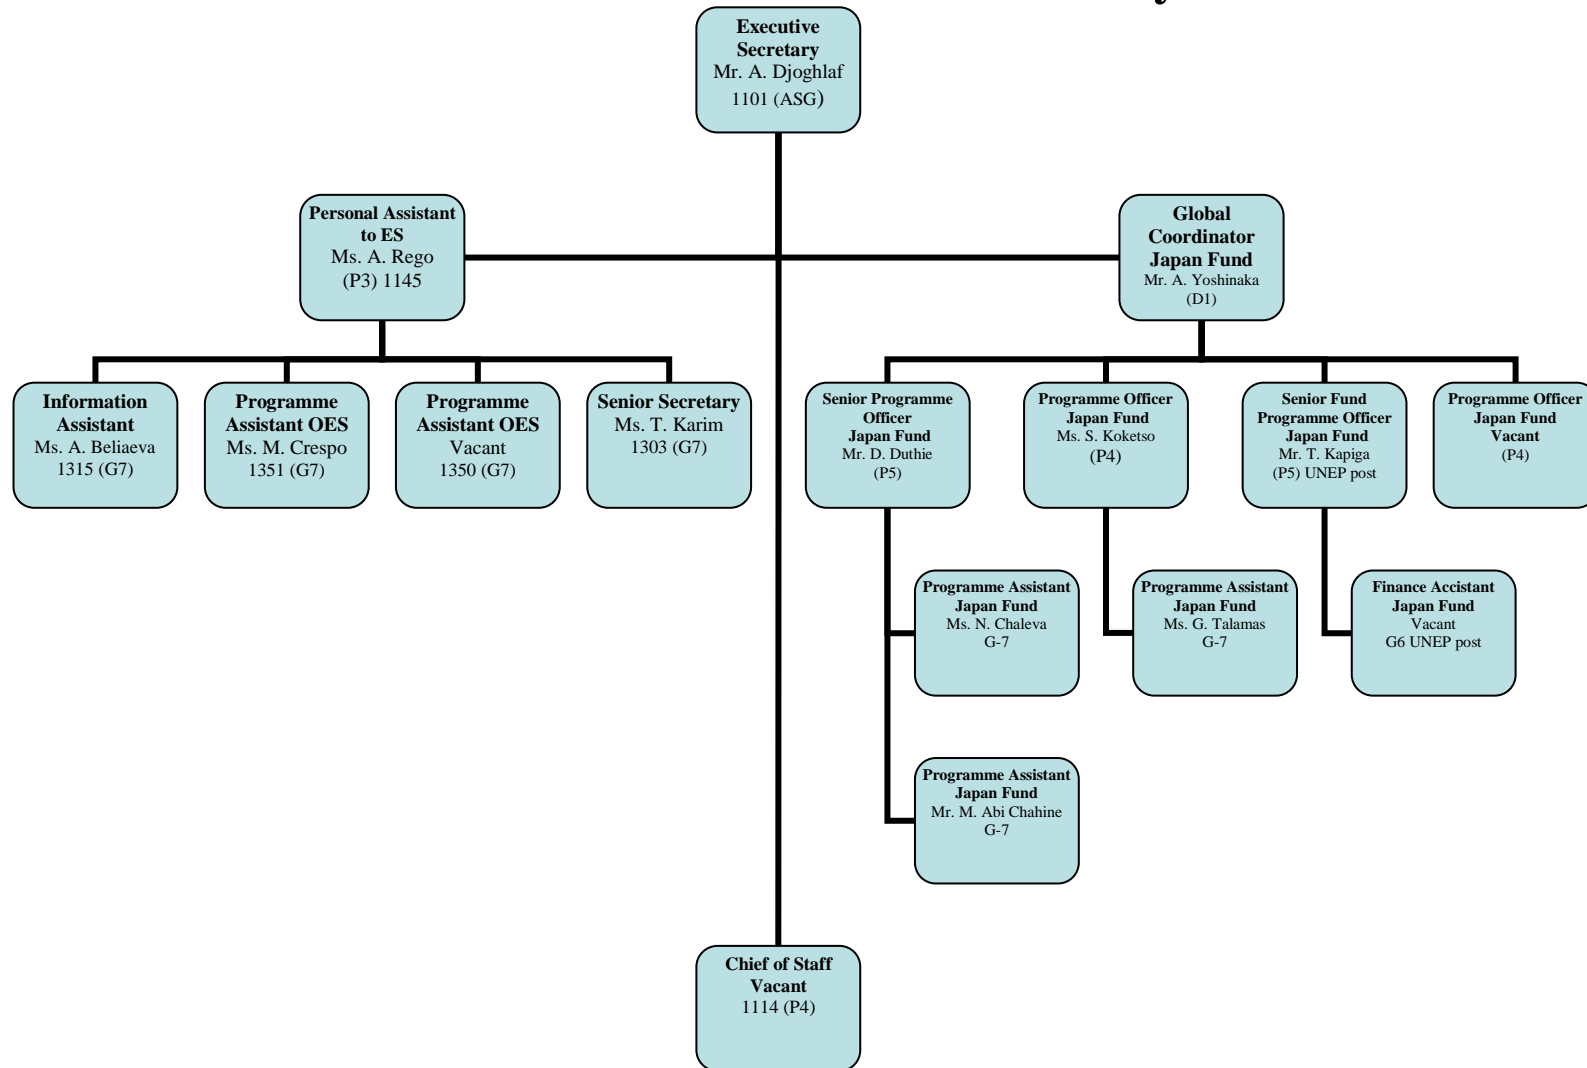 Executive
Secretary
Mr. A. Djoghlaf
1101 (ASG)
Personal Assistant
to ES
Ms. A. Rego
(P3) 1145
Global
Coordinator
Japan Fund
Mr. A. Yoshinaka
(D1)
Information
Assistant
Ms. A. Beliaeva
1315 (G7)
Programme
Assistant OES
Ms. M. Crespo
1351 (G7)
Programme
Assistant OES
Vacant
1350 (G7)
Senior Secretary
Ms. T. Karim
1303 (G7)
Senior Programme
Officer
Japan Fund
Mr. D. Duthie
(P5)
Programme Officer
Japan Fund
Ms. S. Koketso
(P4)
Senior Fund
Programme Officer
Japan Fund
Mr. T. Kapiga
(P5) UNEP post
Programme Officer
Japan Fund
Vacant
(P4)
Programme Assistant
Japan Fund
Ms. N. Chaleva
G-7
Programme Assistant
Japan Fund
Ms. G. Talamas
G-7
Finance Accistant
Japan Fund
Vacant
G6 UNEP post
Programme Assistant
Japan Fund
Mr. M. Abi Chahine
G-7
Chief of Staff
Vacant
1114 (P4)